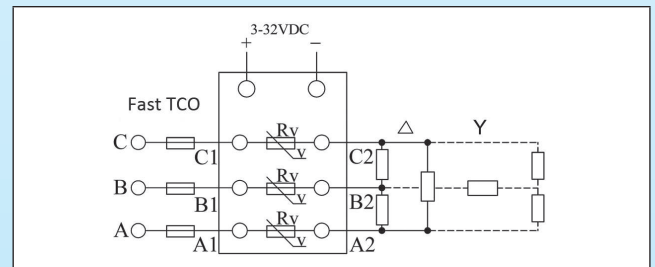 3-32VDC
+ −
Fast TCO
△ Y
C C1 Rv v C2
B B1 Rv v B2
A A1 Rv v A2